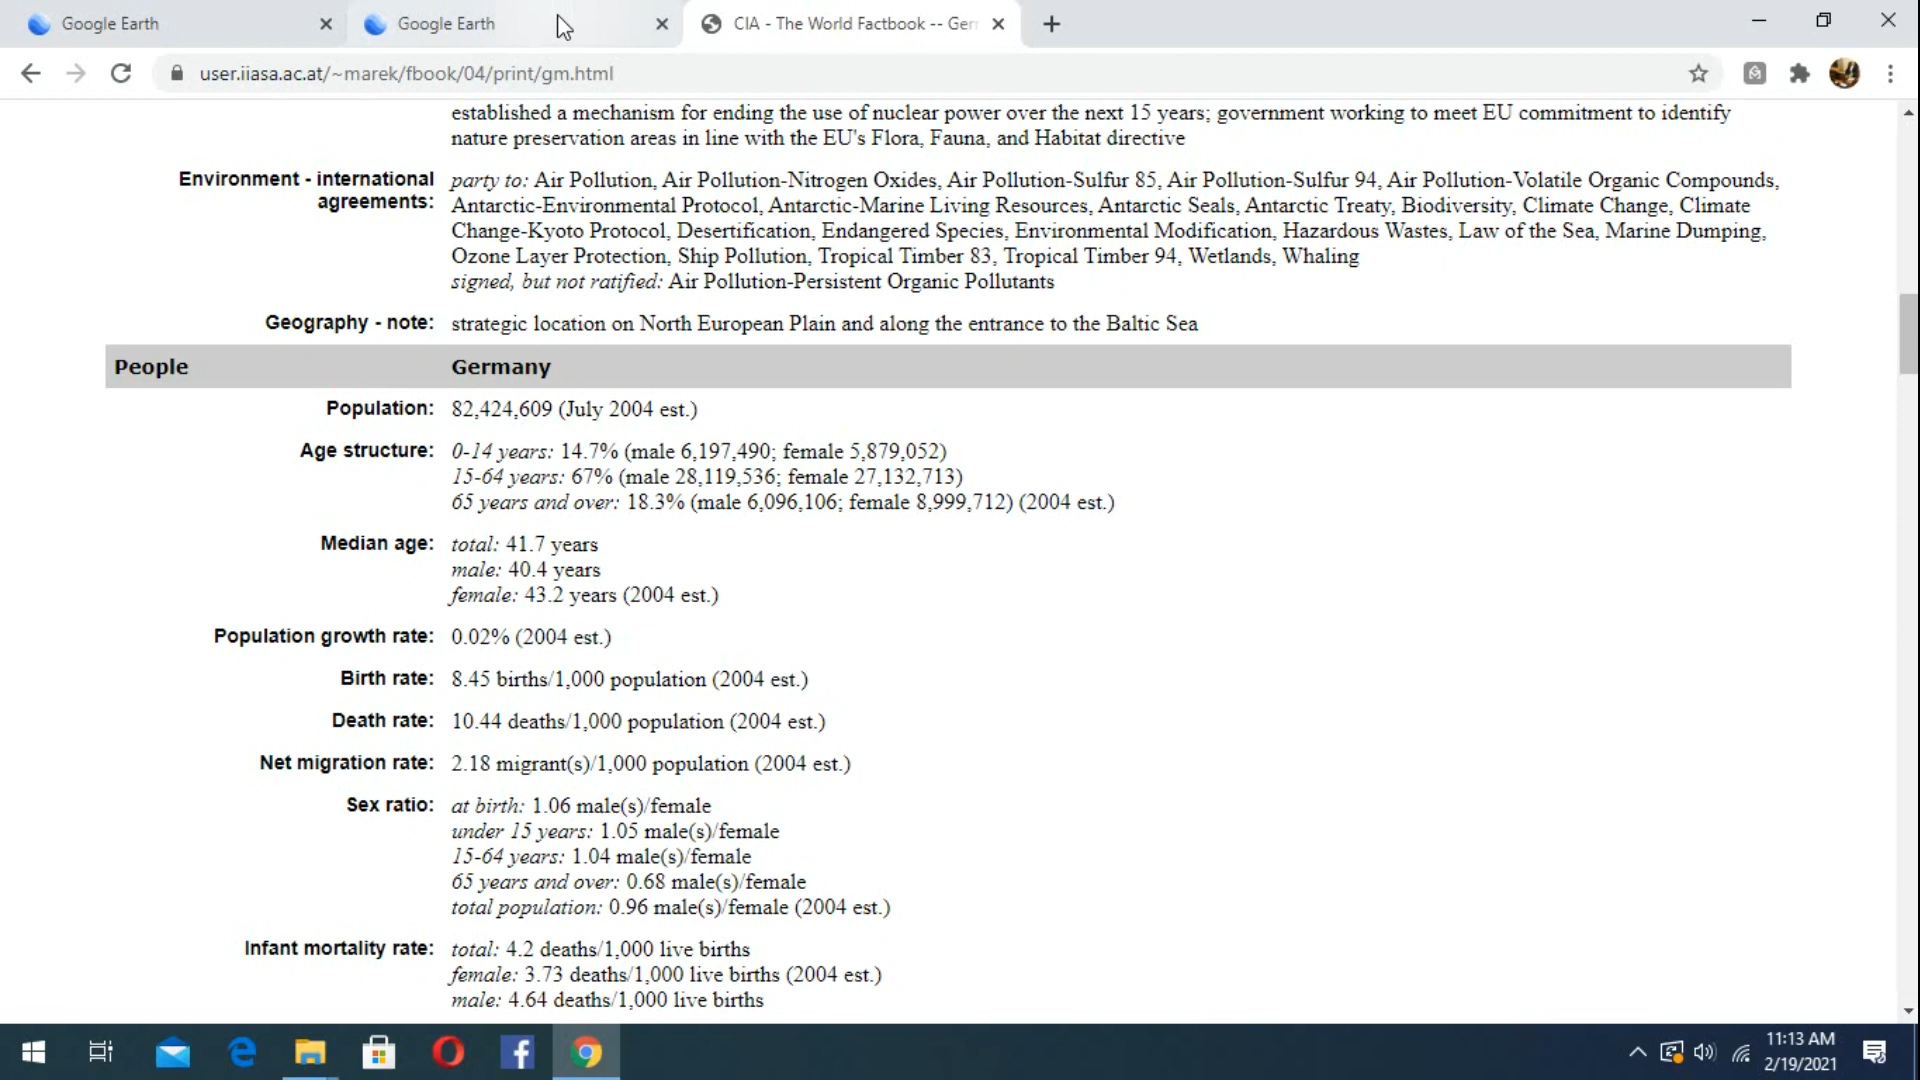 Google Earth
Google Earth
CIA - The World Factbook -- Ger
user.iiasa.ac.at/~marek/fbook/04/print/gm.html
established a mechanism for ending the use of nuclear power over the next 15 years; government working to meet EU commitment to identify
nature preservation areas in line with the EU's Flora, Fauna, and Habitat directive
Environment - international agreements:
party to: Air Pollution, Air Pollution-Nitrogen Oxides, Air Pollution-Sulfur 85, Air Pollution-Sulfur 94, Air Pollution-Volatile Organic Compounds,
Antarctic-Environmental Protocol, Antarctic-Marine Living Resources, Antarctic Seals, Antarctic Treaty, Biodiversity, Climate Change, Climate
Change-Kyoto Protocol, Desertification, Endangered Species, Environmental Modification, Hazardous Wastes, Law of the Sea, Marine Dumping,
Ozone Layer Protection, Ship Pollution, Tropical Timber 83, Tropical Timber 94, Wetlands, Whaling
signed, but not ratified: Air Pollution-Persistent Organic Pollutants
Geography - note: strategic location on North European Plain and along the entrance to the Baltic Sea
People Germany
Population: 82,424,609 (July 2004 est.)
Age structure: 0-14 years: 14.7% (male 6,197,490; female 5,879,052)
15-64 years: 67% (male 28,119,536; female 27,132,713)
65 years and over: 18.3% (male 6,096,106; female 8,999,712) (2004 est.)
Median age: total: 41.7 years
male: 40.4 years
female: 43.2 years (2004 est.)
Population growth rate: 0.02% (2004 est.)
Birth rate: 8.45 births/1,000 population (2004 est.)
Death rate: 10.44 deaths/1,000 population (2004 est.)
Net migration rate: 2.18 migrant(s)/1,000 population (2004 est.)
Sex ratio: at birth: 1.06 male(s)/female
under 15 years: 1.05 male(s)/female
15-64 years: 1.04 male(s)/female
65 years and over: 0.68 male(s)/female
total population: 0.96 male(s)/female (2004 est.)
Infant mortality rate: total: 4.2 deaths/1,000 live births
female: 3.73 deaths/1,000 live births (2004 est.)
male: 4.64 deaths/1,000 live births
11:13 AM
2/19/2021